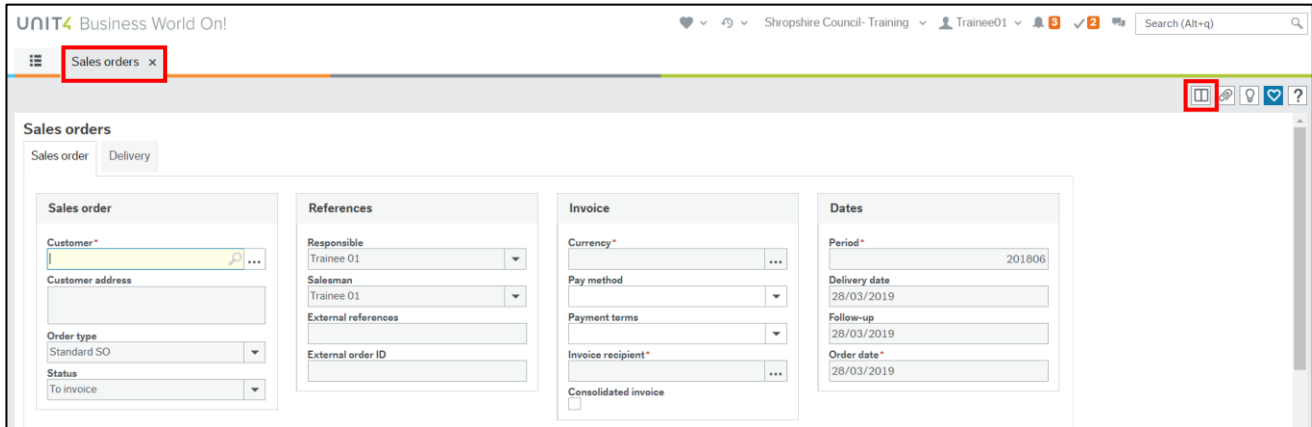 UNIT4 Business World On!
Shropshire Council- Training Trainee01 3 2 Search (Alt+q)
Sales orders ×
?
Sales orders
Sales order Delivery
Sales order References Invoice Dates
Customer* Responsible Currency* Period*
... Trainee 01 ... 201806
Customer address Salesman Pay method Delivery date
Trainee 01 28/03/2019
External references Payment terms Follow-up
28/03/2019
Order type External order ID Invoice recipient* Order date*
Standard SO ... 28/03/2019
Status Consolidated invoice
To invoice